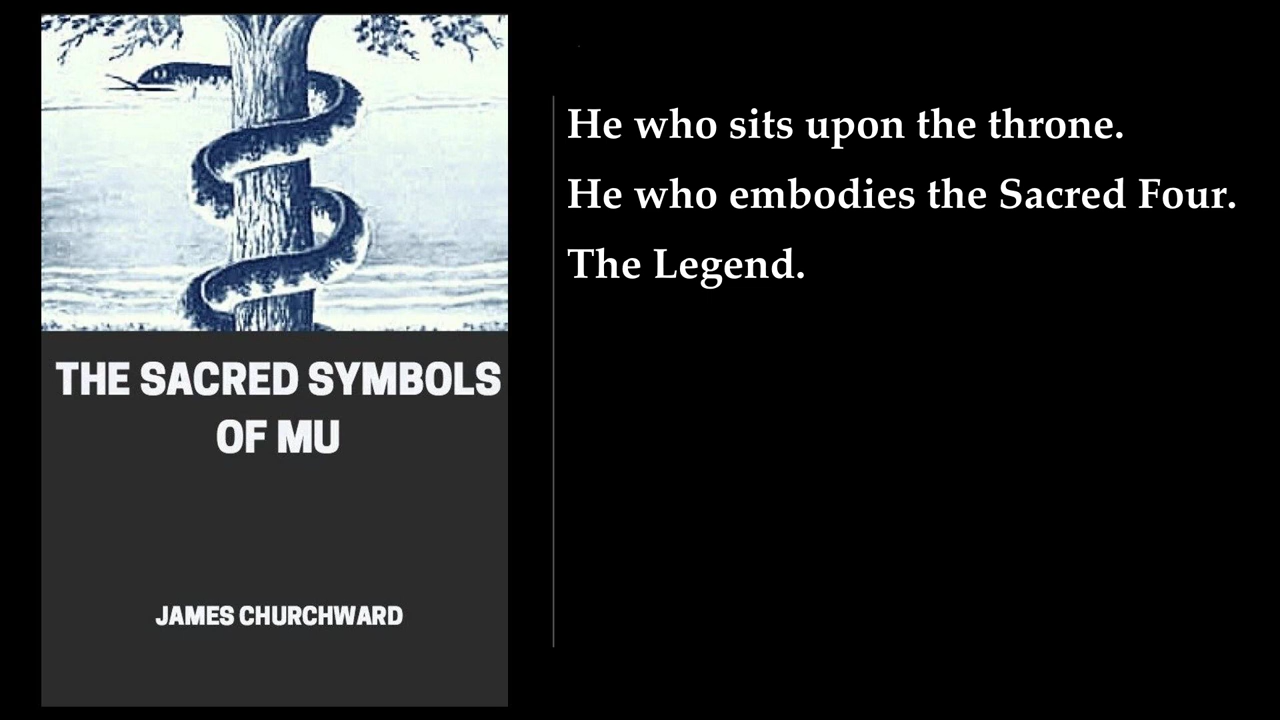 THE SACRED SYMBOLS
OF MU
JAMES CHURCHWARD
He who sits upon the throne.
He who embodies the Sacred Four.
The Legend.